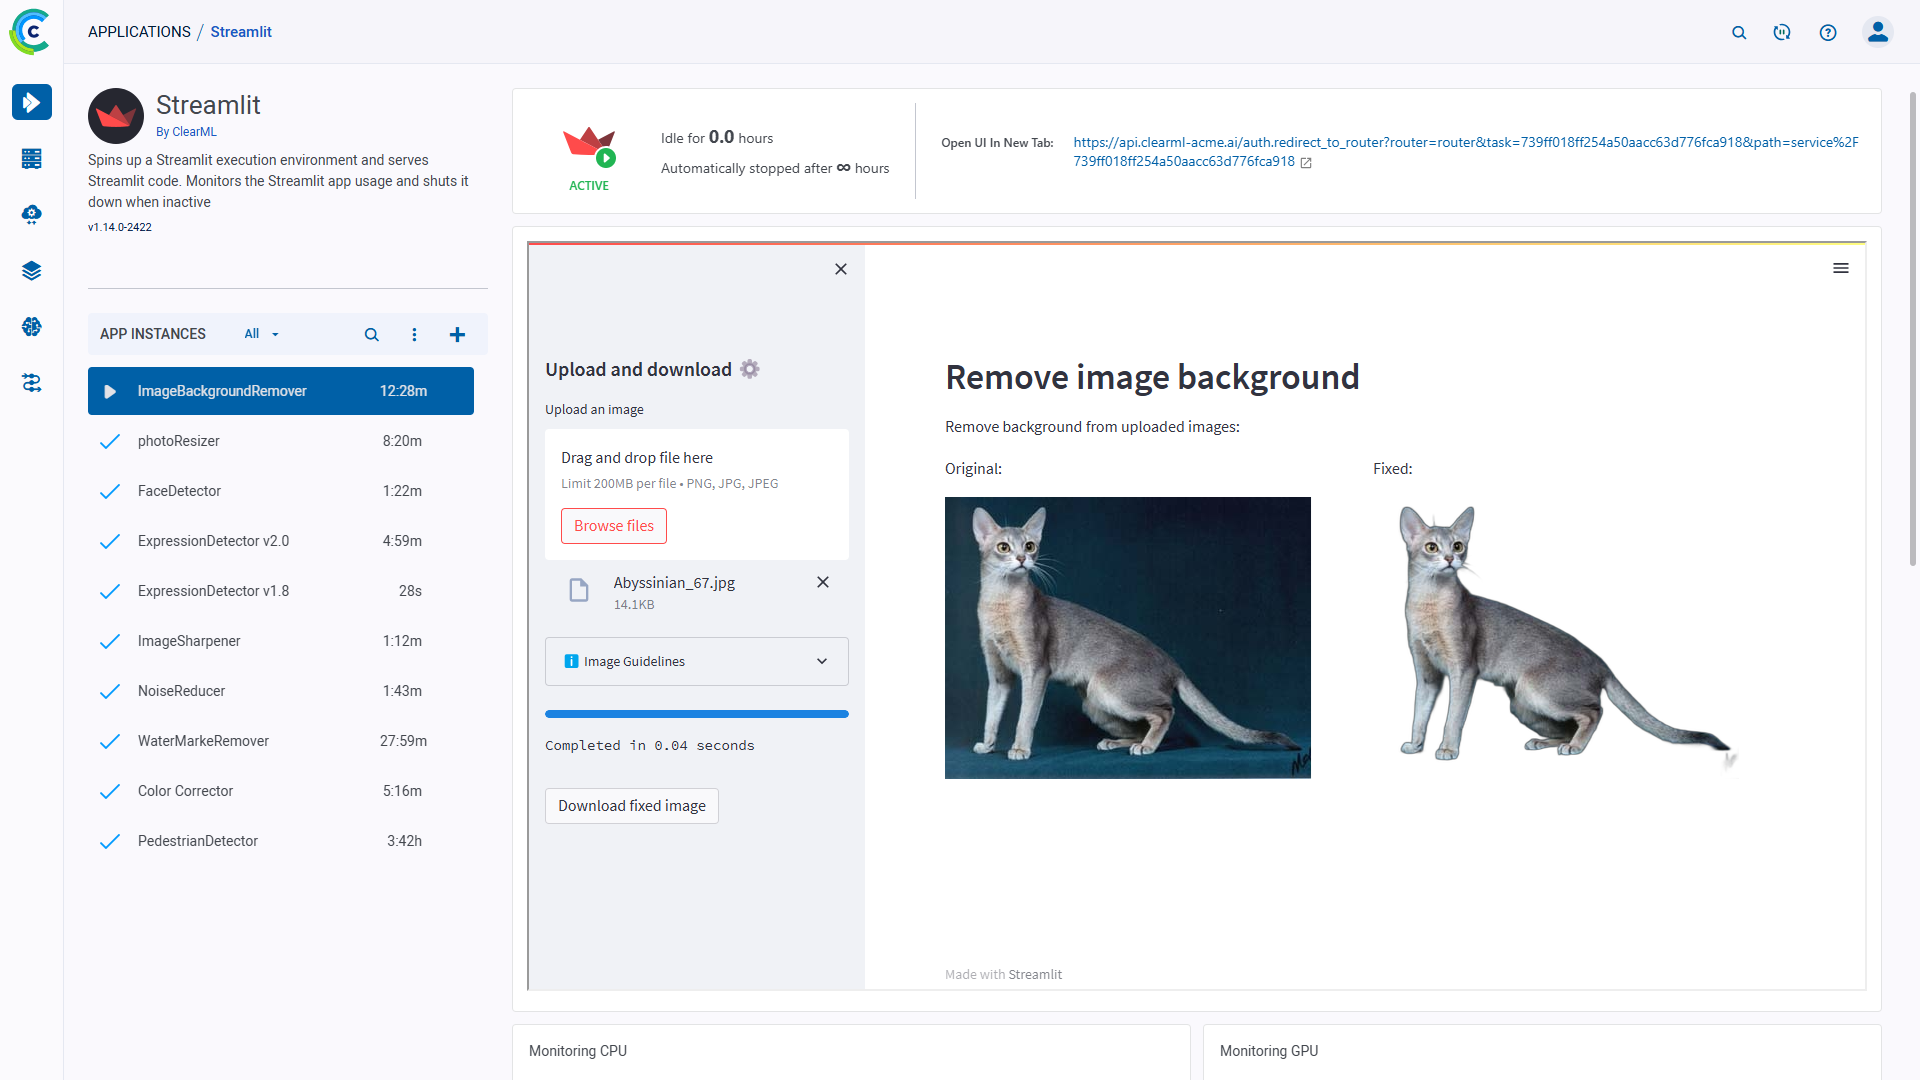 APPLICATIONS / Streamlit
Streamlit
By ClearML
Spins up a Streamlit execution environment and serves
Streamlit code. Monitors the Streamlit app usage and shuts it
down when inactive
v1.14.0-2422
APP INSTANCES All
ImageBackgroundRemover 12:28m
photoResizer 8:20m
FaceDetector 1:22m
ExpressionDetector v2.0 4:59m
ExpressionDetector v1.8 28s
ImageSharpener 1:12m
NoiseReducer 1:43m
WaterMarkeRemover 27:59m
Color Corrector 5:16m
PedestrianDetector 3:42h
ACTIVE
Idle for 0.0 hours
Automatically stopped after ∞ hours
Open UI In New Tab:
https://api.clearml-acme.ai/auth.redirect_to_router?router=router&task=739ff018ff254a50aacc63d776fca918&path=service%2F
739ff018ff254a50aacc63d776fca918
Upload and download
Upload an image
Drag and drop file here
Limit 200MB per file • PNG, JPG, JPEG
Browse files
Abyssinian_67.jpg
14.1KB
Image Guidelines
Completed in 0.04 seconds
Download fixed image
Remove image background
Remove background from uploaded images:
Original:
Fixed:
Made with Streamlit
Monitoring CPU
Monitoring GPU